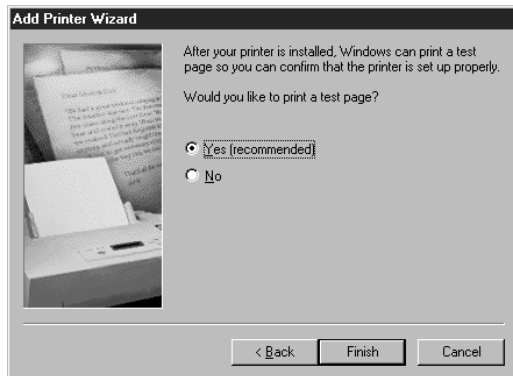 Add Printer Wizard
After your printer is installed, Windows can print a test
page so you can confirm that the printer is set up properly.
Would you like to print a test page?
Yes (recommended)
No
< Back
Finish
Cancel